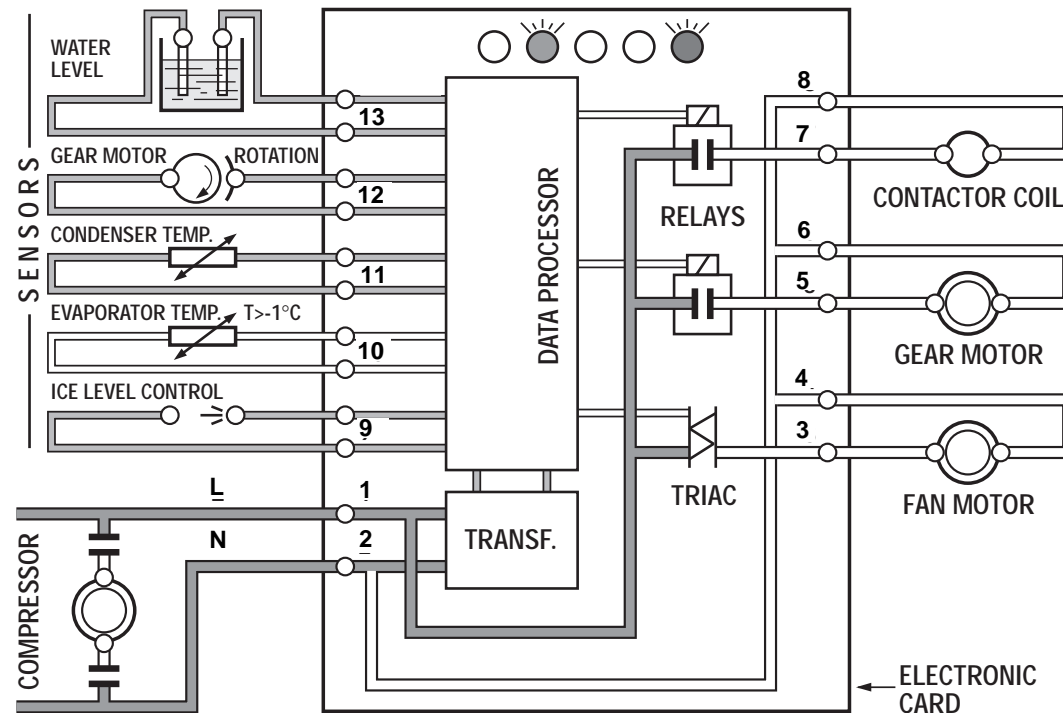 SENSORS
WATER
LEVEL
13
GEAR MOTOR ROTATION
12
CONDENSER TEMP.
11
EVAPORATOR TEMP. T>-1°C
10
ICE LEVEL CONTROL
9
L
1
N
2
COMPRESSOR
DATA PROCESSOR
TRANSF.
RELAYS
TRIAC
8
7
CONTACTOR COIL
6
5
GEAR MOTOR
4
3
FAN MOTOR
ELECTRONIC
CARD